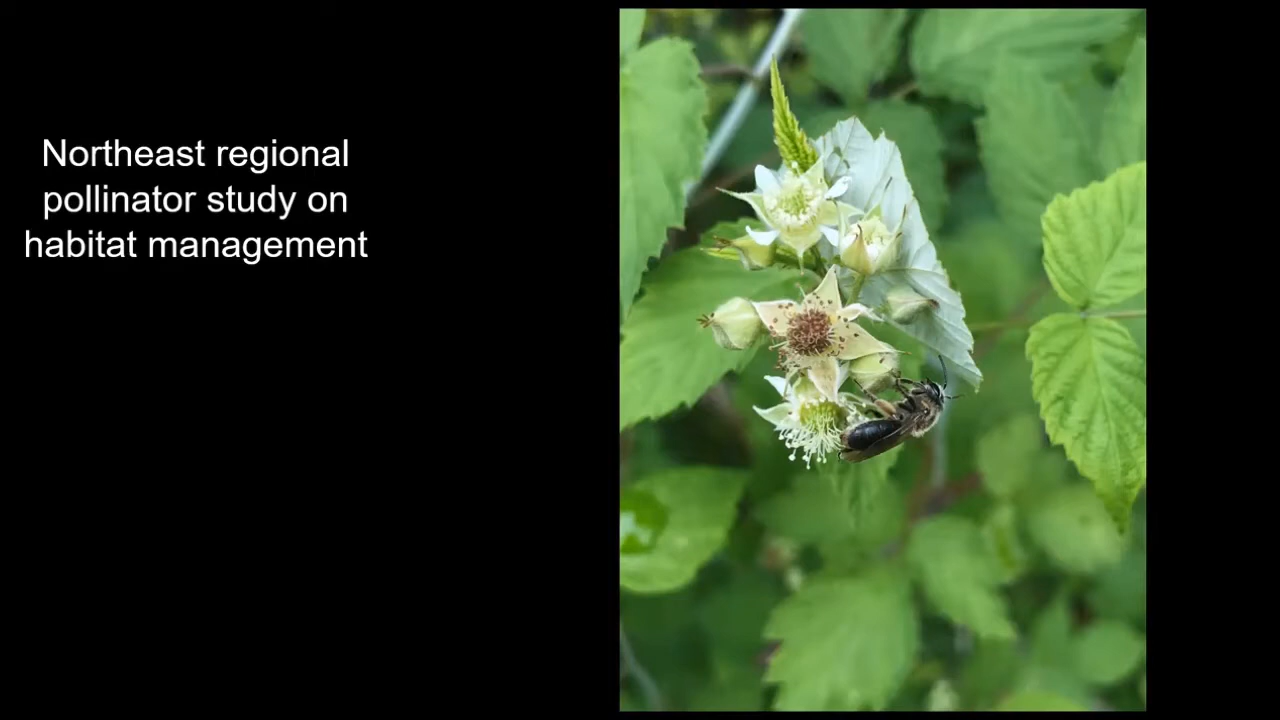 Northeast regional
pollinator study on
habitat management